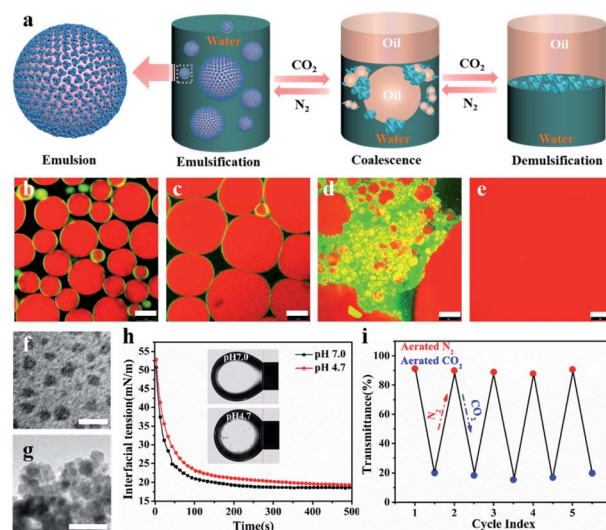 a
Water
Oil
Oil
CO2
N2
Oil
CO2
N2
Water
Water
Emulsion
Emulsification
Coalescence
Demulsification
b
c
d
e
f
g
h
Interfacial tension(mN/m)
55
50
45
40
35
30
25
20
15
pH7.0
pH4.7
pH 7.0
pH 4.7
0
100
200
300
400
500
Time(s)
i
Aerated N2
Aerated CO2
Transmittance(%)
100
80
60
40
20
0
N2
CO2
1
2
3
4
5
Cycle Index